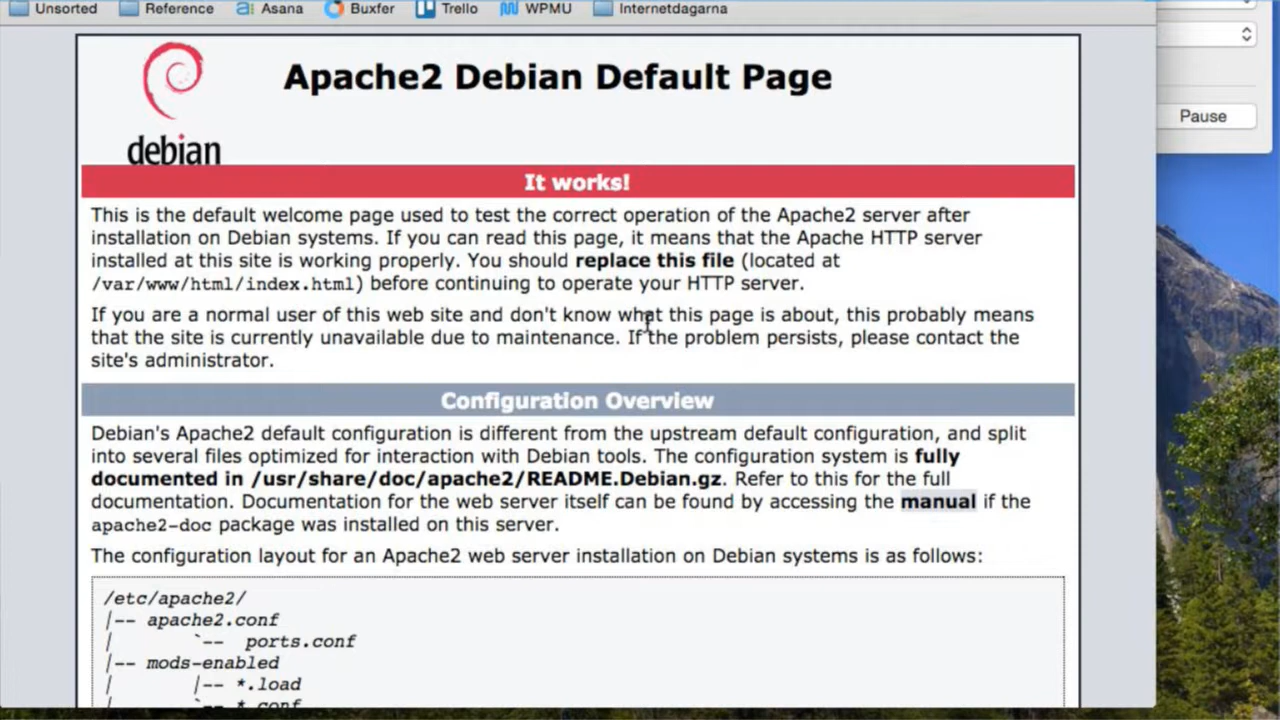 Unsorted Reference Asana Buxfer Trello WPMU Internetdagarna
Pause
debian
Apache2 Debian Default Page
It works!
This is the default welcome page used to test the correct operation of the Apache2 server after
installation on Debian systems. If you can read this page, it means that the Apache HTTP server
installed at this site is working properly. You should replace this file (located at
/var/www/html/index.html) before continuing to operate your HTTP server.
If you are a normal user of this web site and don't know what this page is about, this probably means
that the site is currently unavailable due to maintenance. If the problem persists, please contact the
site's administrator.
Configuration Overview
Debian's Apache2 default configuration is different from the upstream default configuration, and split
into several files optimized for interaction with Debian tools. The configuration system is fully
documented in /usr/share/doc/apache2/README.Debian.gz. Refer to this for the full
documentation. Documentation for the web server itself can be found by accessing the manual if the
apache2-doc package was installed on this server.
The configuration layout for an Apache2 web server installation on Debian systems is as follows:
/etc/apache2/
|-- apache2.conf
| `-- ports.conf
|-- mods-enabled
| |-- *.load
| `-- *.conf